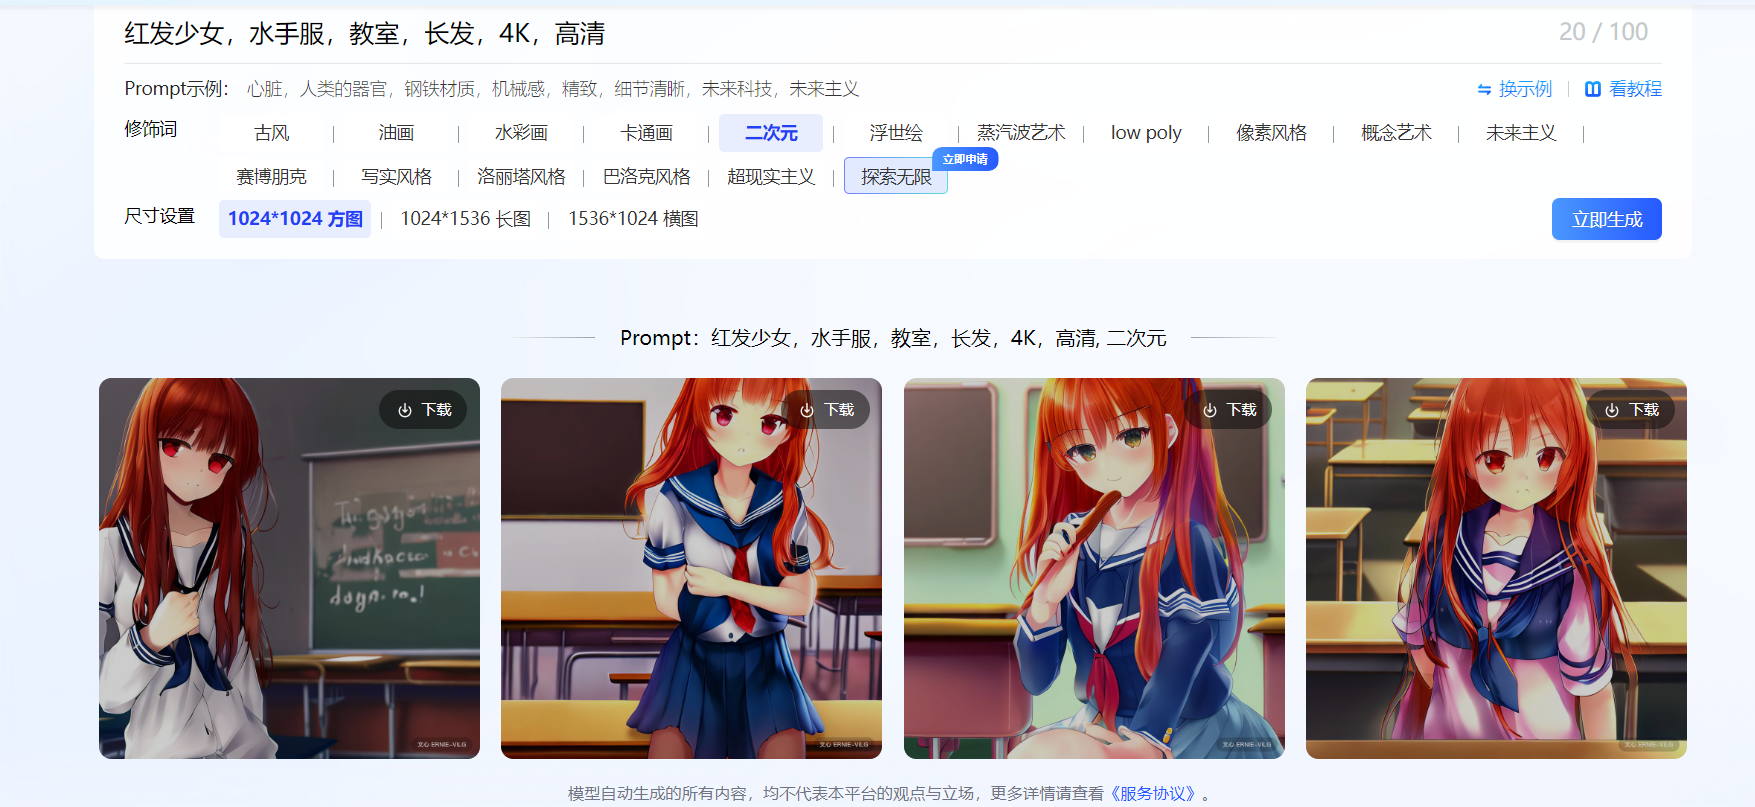 红发少女，水手服，教室，长发，4K，高清
20 / 100
Prompt示例： 心脏，人类的器官，钢铁材质，机械感，精致，细节清晰，未来科技，未来主义
换示例 | 看教程
修饰词 古风 | 油画 | 水彩画 | 卡通画 | 二次元 | 浮世绘 | 蒸汽波艺术 | low poly | 像素风格 | 概念艺术 | 未来主义 |
立即申请
赛博朋克 | 写实风格 | 洛丽塔风格 | 巴洛克风格 | 超现实主义 | 探索无限
尺寸设置 1024*1024 方图 | 1024*1536 长图 | 1536*1024 横图
立即生成
Prompt：红发少女，水手服，教室，长发，4K，高清, 二次元
下载
下载
下载
下载
文心 ERNIE-ViLG
文心 ERNIE-ViLG
文心 ERNIE-ViLG
文心 ERNIE-ViLG
模型自动生成的所有内容，均不代表本平台的观点与立场，更多详情请查看《服务协议》。